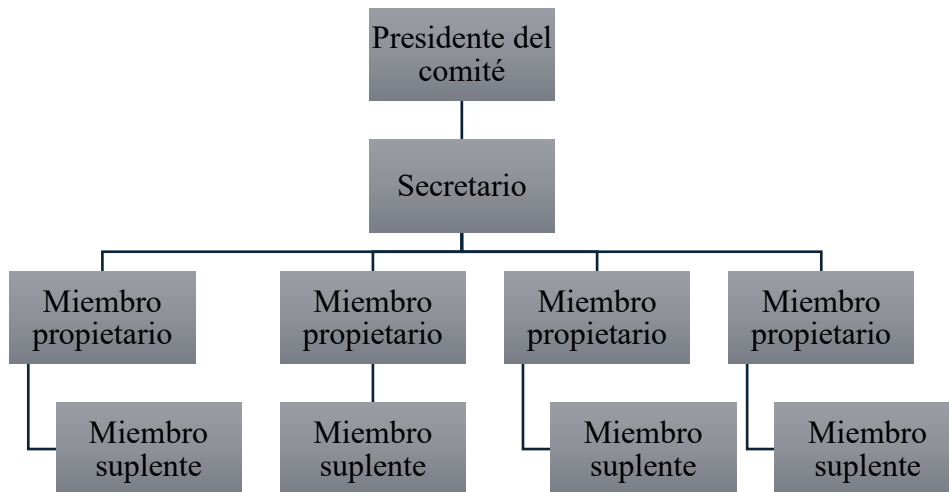 Presidente del
comité
Secretario
Miembro
propietario
Miembro
propietario
Miembro
propietario
Miembro
propietario
Miembro
suplente
Miembro
suplente
Miembro
suplente
Miembro
suplente